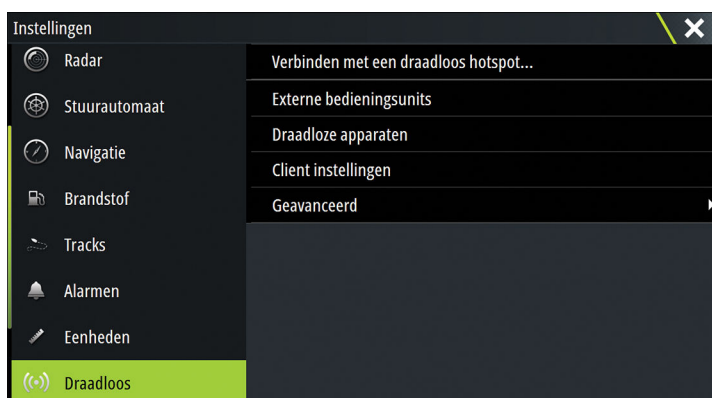 Instellingen
Radar
Stuurautomaat
Navigatie
Brandstof
Tracks
Alarmen
Eenheden
Draadloos
Verbinden met een draadloos hotspot...
Externe bedieningsunits
Draadloze apparaten
Client instellingen
Geavanceerd